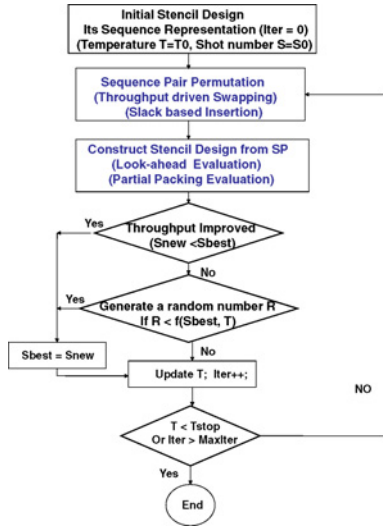 Initial Stencil Design
Its Sequence Representation (Iter = 0)
(Temperature T=T0, Shot number S=S0)
Sequence Pair Permutation
(Throughput driven Swapping)
(Slack based Insertion)
Construct Stencil Design from SP
(Look-ahead Evaluation)
(Partial Packing Evaluation)
Yes
Throughput Improved
(Snew <Sbest)
No
Yes
Generate a random number R
If R < f(Sbest, T)
No
Sbest = Snew
Update T; Iter++;
NO
T < Tstop
Or Iter > MaxIter
Yes
End